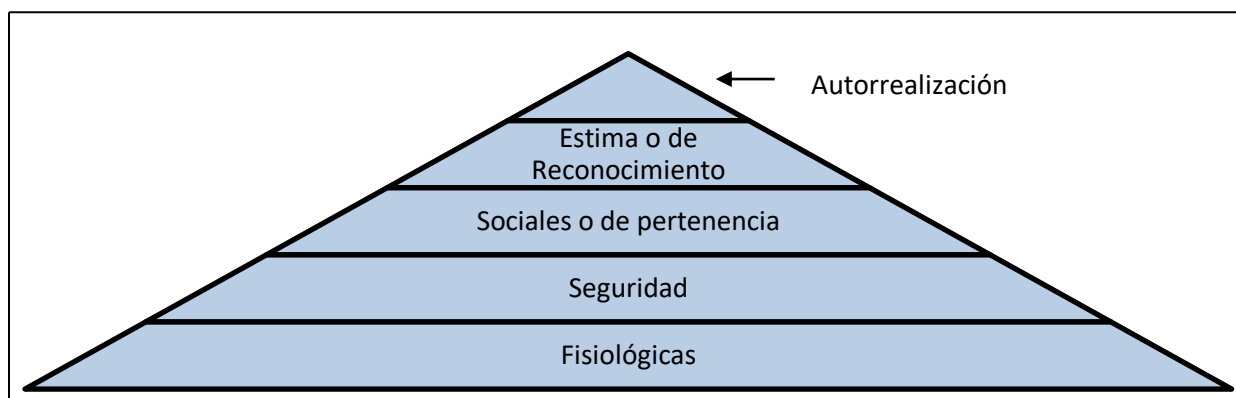 Autorrealización
Estima o de
Reconocimiento
Sociales o de pertenencia
Seguridad
Fisiológicas